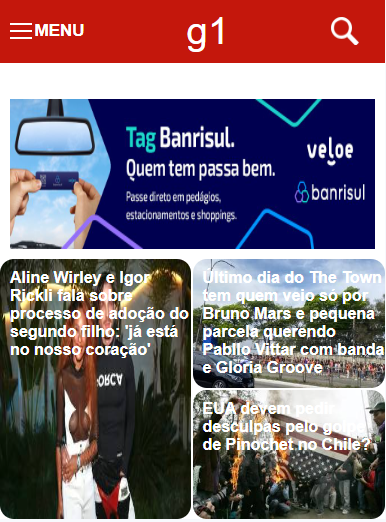 MENU
g1
Tag Banrisul.
Quem tem passa bem.
Passe direto em pedágios,
estacionamentos e shoppings.
veloe
banrisul
Aline Wirley e Igor
Rickli fala sobre
processo de adoção do
segundo filho: 'já está
no nosso coração'
Último dia do The Town
tem quem veio só por
Bruno Mars e pequena
parcela querendo
Pabllo Vittar com banda
e Gloria Groove
EUA devem pedir
desculpas pelo golpe
de Pinochet no Chile?